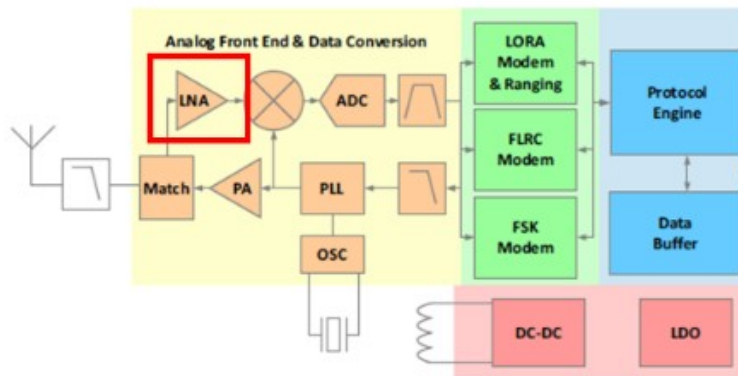 Analog Front End & Data Conversion
LNA
ADC
LORA
Modem
& Ranging
Protocol
Engine
FLRC
Modem
Match
PA
PLL
FSK
Modem
Data
Buffer
OSC
DC-DC
LDO